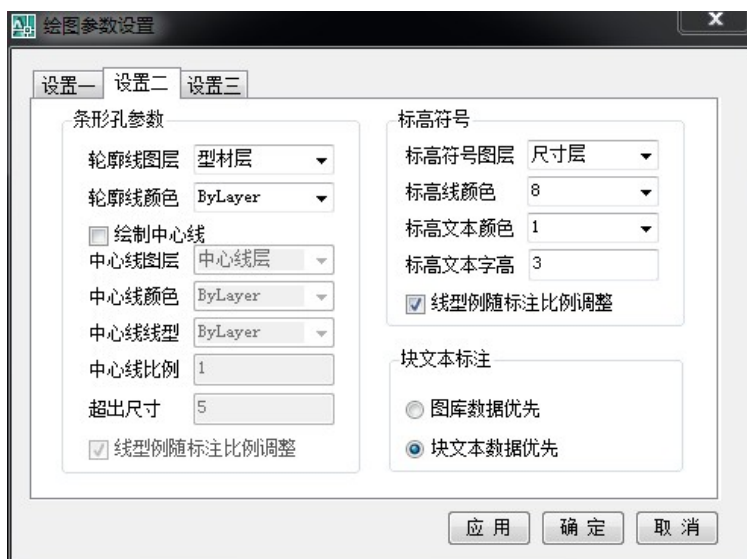 绘图参数设置
设置一 设置二 设置三
条形孔参数
轮廓线图层 型材层
轮廓线颜色 ByLayer
绘制中心线
中心线图层 中心线层
中心线颜色 ByLayer
中心线线型 ByLayer
中心线比例 1
超出尺寸 5
线型例随标注比例调整
标高符号
标高符号图层 尺寸层
标高线颜色 8
标高文本颜色 1
标高文本字高 3
线型例随标注比例调整
块文本标注
图库数据优先
块文本数据优先
应用 确定 取消